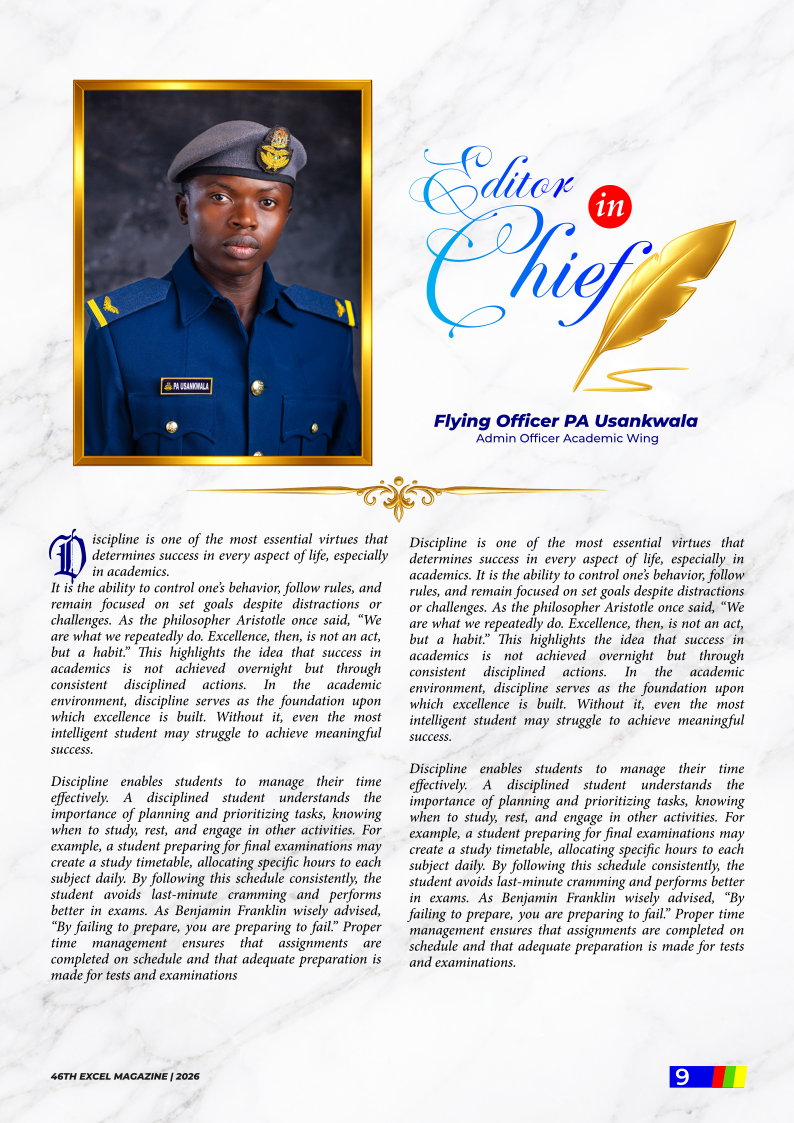 PA USANKWALA
Editor
in
Chief
Flying Officer PA Usankwala
Admin Officer Academic Wing
Discipline is one of the most essential virtues that
determines success in every aspect of life, especially
in academics.
It is the ability to control one’s behavior, follow rules, and
remain focused on set goals despite distractions or
challenges. As the philosopher Aristotle once said, “We
are what we repeatedly do. Excellence, then, is not an act,
but a habit.” This highlights the idea that success in
academics is not achieved overnight but through
consistent disciplined actions. In the academic
environment, discipline serves as the foundation upon
which excellence is built. Without it, even the most
intelligent student may struggle to achieve meaningful
success.
Discipline enables students to manage their time
effectively. A disciplined student understands the
importance of planning and prioritizing tasks, knowing
when to study, rest, and engage in other activities. For
example, a student preparing for final examinations may
create a study timetable, allocating specific hours to each
subject daily. By following this schedule consistently, the
student avoids last-minute cramming and performs
better in exams. As Benjamin Franklin wisely advised,
“By failing to prepare, you are preparing to fail.” Proper
time management ensures that assignments are
completed on schedule and that adequate preparation is
made for tests and examinations
Discipline is one of the most essential virtues that
determines success in every aspect of life, especially in
academics. It is the ability to control one’s behavior, follow
rules, and remain focused on set goals despite distractions
or challenges. As the philosopher Aristotle once said, “We
are what we repeatedly do. Excellence, then, is not an act,
but a habit.” This highlights the idea that success in
academics is not achieved overnight but through
consistent disciplined actions. In the academic
environment, discipline serves as the foundation upon
which excellence is built. Without it, even the most
intelligent student may struggle to achieve meaningful
success.
Discipline enables students to manage their time
effectively. A disciplined student understands the
importance of planning and prioritizing tasks, knowing
when to study, rest, and engage in other activities. For
example, a student preparing for final examinations may
create a study timetable, allocating specific hours to each
subject daily. By following this schedule consistently, the
student avoids last-minute cramming and performs better
in exams. As Benjamin Franklin wisely advised, “By
failing to prepare, you are preparing to fail.” Proper time
management ensures that assignments are completed on
schedule and that adequate preparation is made for tests
and examinations.
46TH EXCEL MAGAZINE | 2026
9